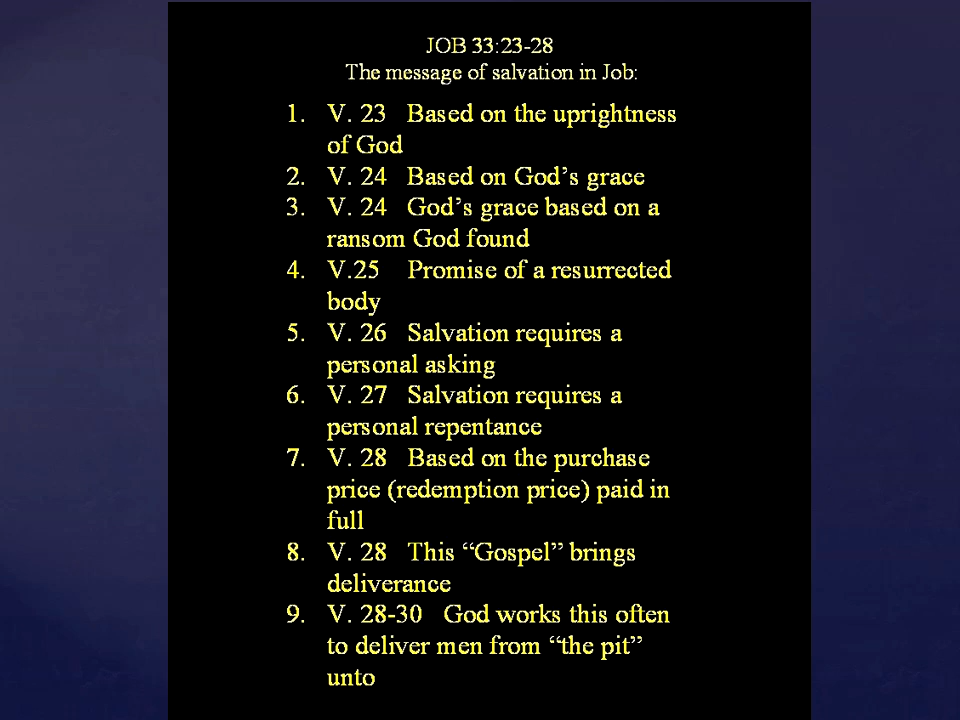 JOB 33:23-28
The message of salvation in Job:
1. V. 23 Based on the uprightness
of God
2. V. 24 Based on God’s grace
3. V. 24 God’s grace based on a
ransom God found
4. V.25 Promise of a resurrected
body
5. V. 26 Salvation requires a
personal asking
6. V. 27 Salvation requires a
personal repentance
7. V. 28 Based on the purchase
price (redemption price) paid in
full
8. V. 28 This “Gospel” brings
deliverance
9. V. 28-30 God works this often
to deliver men from “the pit”
unto